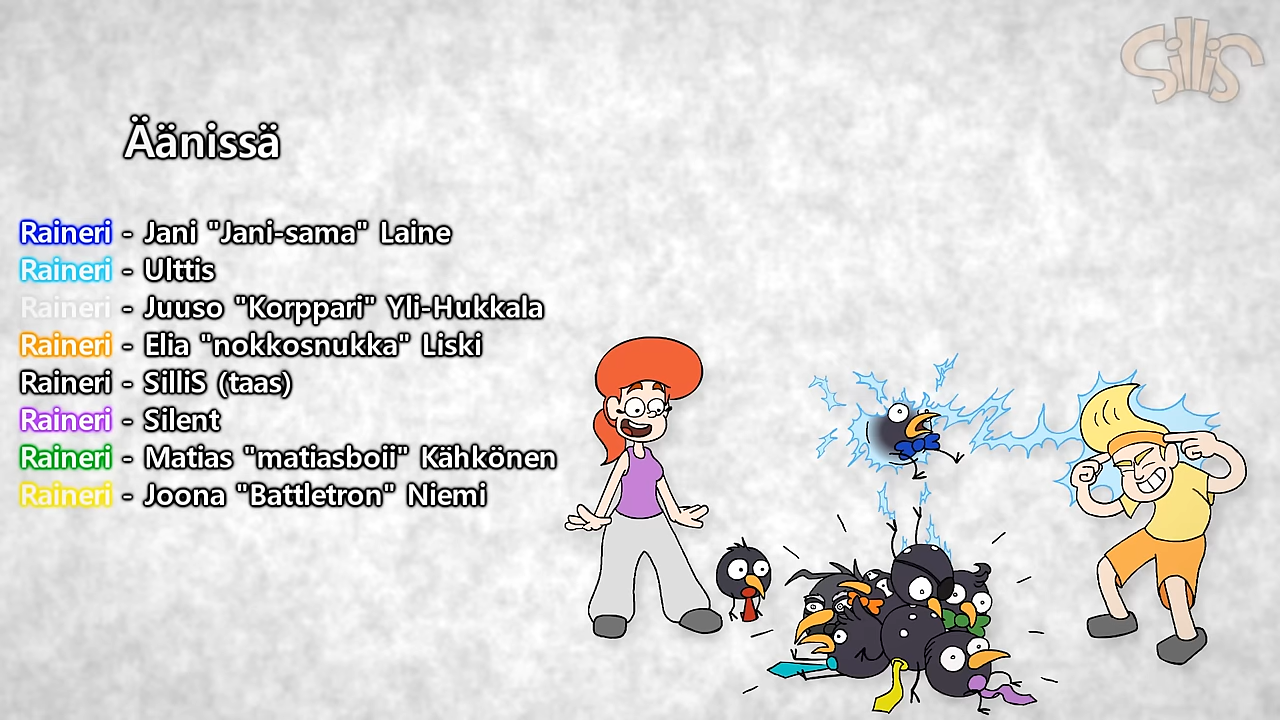 SilliS
Äänissä
Raineri - Jani "Jani-sama" Laine
Raineri - Ulttis
Raineri - Juuso "Korppari" Yli-Hukkala
Raineri - Elia "nokkosnukka" Liski
Raineri - SilliS (taas)
Raineri - Silent
Raineri - Matias "matiasboii" Kähkönen
Raineri - Joona "Battletron" Niemi